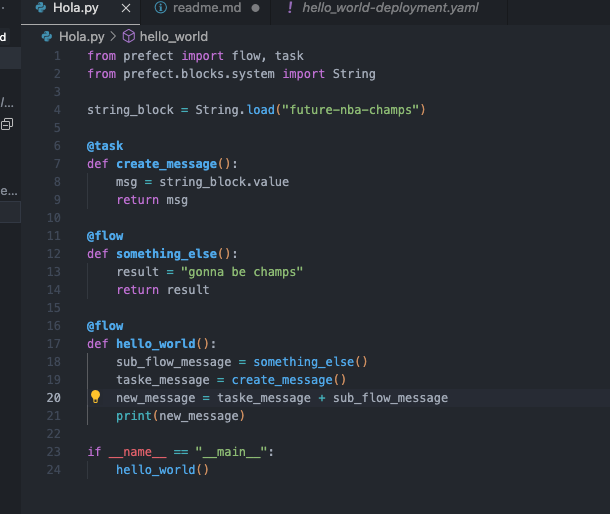 Hola.py × readme.md ● ! hello_world-deployment.yaml
Hola.py > hello_world
1 from prefect import flow, task
2 from prefect.blocks.system import String
3
4 string_block = String.load("future-nba-champs")
5
6 @task
7 def create_message():
8 msg = string_block.value
9 return msg
10
11 @flow
12 def something_else():
13 result = "gonna be champs"
14 return result
15
16 @flow
17 def hello_world():
18 sub_flow_message = something_else()
19 taske_message = create_message()
20 new_message = taske_message + sub_flow_message
21 print(new_message)
22
23 if __name__ == "__main__":
24 hello_world()